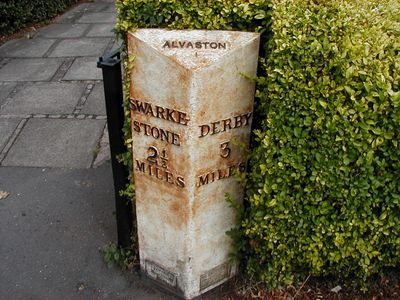 ALVASTON
SWARKE-
STONE
2½
MILES
DERBY
3
MILES